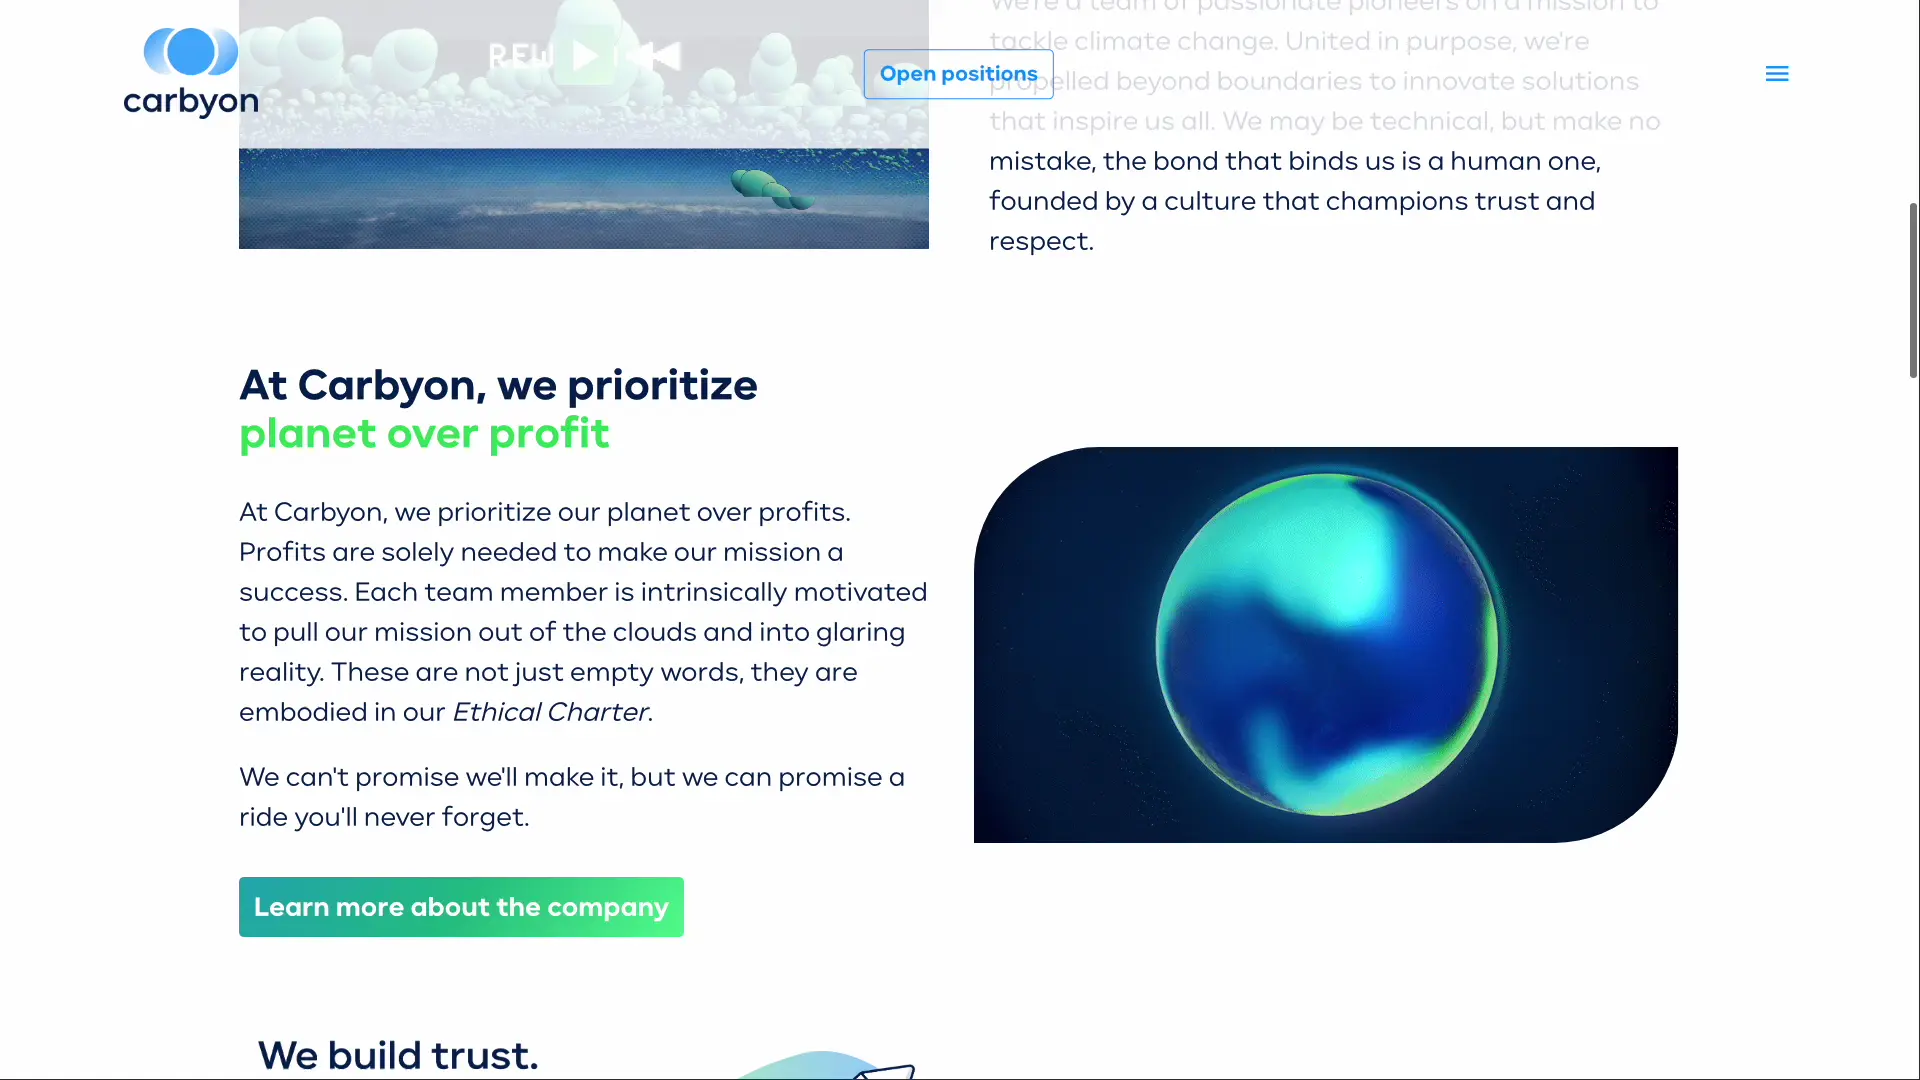 carbyon
REW
Open positions
We're a team of passionate pioneers on a mission to
tackle climate change. United in purpose, we're
propelled beyond boundaries to innovate solutions
that inspire us all. We may be technical, but make no
mistake, the bond that binds us is a human one,
founded by a culture that champions trust and
respect.
At Carbyon, we prioritize
planet over profit
At Carbyon, we prioritize our planet over profits.
Profits are solely needed to make our mission a
success. Each team member is intrinsically motivated
to pull our mission out of the clouds and into glaring
reality. These are not just empty words, they are
embodied in our Ethical Charter.
We can't promise we'll make it, but we can promise a
ride you'll never forget.
Learn more about the company
We build trust.